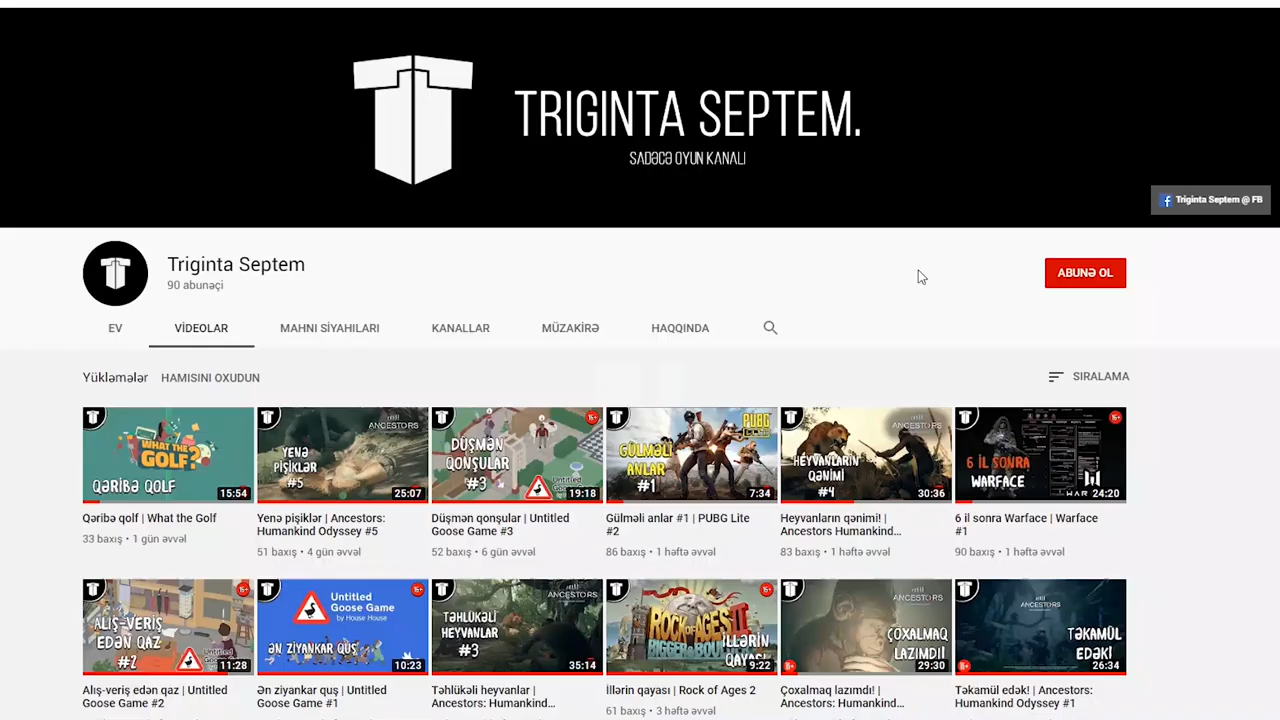 TRIGINTA SEPTEM.
SADƏCƏ OYUN KANALI
Triginta Septem @ FB
Triginta Septem
90 abunəçi
ABUNƏ OL
EV
VİDEOLAR
MAHNI SİYAHILARI
KANALLAR
MÜZAKİRƏ
HAQQINDA
Yükləmələr
HAMISINI OXUDUN
SIRALAMA
WHAT THE
GOLF?
QƏRİBƏ QOLF
15:54
ANCESTORS
YENƏ
PİŞİKLƏR
#5
25:07
DÜŞMƏN
QONŞULAR
#3
Untitled
19:18
PUBG
LITE
GÜLMƏLİ
ANLAR
#1
7:34
ANCESTORS
HEYVANLARIN
QƏNİMİ
#4
30:36
6 İL SONRA
WARFACE
24:20
Qəribə qolf | What the Golf
33 baxış • 1 gün əvvəl
Yenə pişiklər | Ancestors:
Humankind Odyssey #5
51 baxış • 4 gün əvvəl
Düşmən qonşular | Untitled
Goose Game #3
52 baxış • 6 gün əvvəl
Gülməli anlar #1 | PUBG Lite
#2
86 baxış • 1 həftə əvvəl
Heyvanların qənimi! |
Ancestors Humankind...
83 baxış • 1 həftə əvvəl
6 il sonra Warface | Warface
#1
90 baxış • 1 həftə əvvəl
ALIŞ-VERİŞ
EDƏN QAZ
#2
11:28
Untitled
Goose Game
by House House
ƏN ZİYANKAR QUŞ
10:23
ANCESTORS
TƏHLÜKƏLİ
HEYVANLAR
#3
35:14
ROCK OF AGES II
BIGGER & BOU
İLLƏRİN
QAYAS
9:22
ANCESTORS
ÇOXALMAQ
LAZIMDI!
29:30
ANCESTORS
TƏKAMÜL
EDƏK!
26:34
Alış-veriş edən qaz | Untitled
Goose Game #2
Ən ziyankar quş | Untitled
Goose Game #1
Təhlükəli heyvanlar |
Ancestors: Humankind...
İllərin qayası | Rock of Ages 2
61 baxış • 3 həftə əvvəl
Çoxalmaq lazımdı! |
Ancestors: Humankind...
Təkamül edək! | Ancestors:
Humankind Odyssey #1